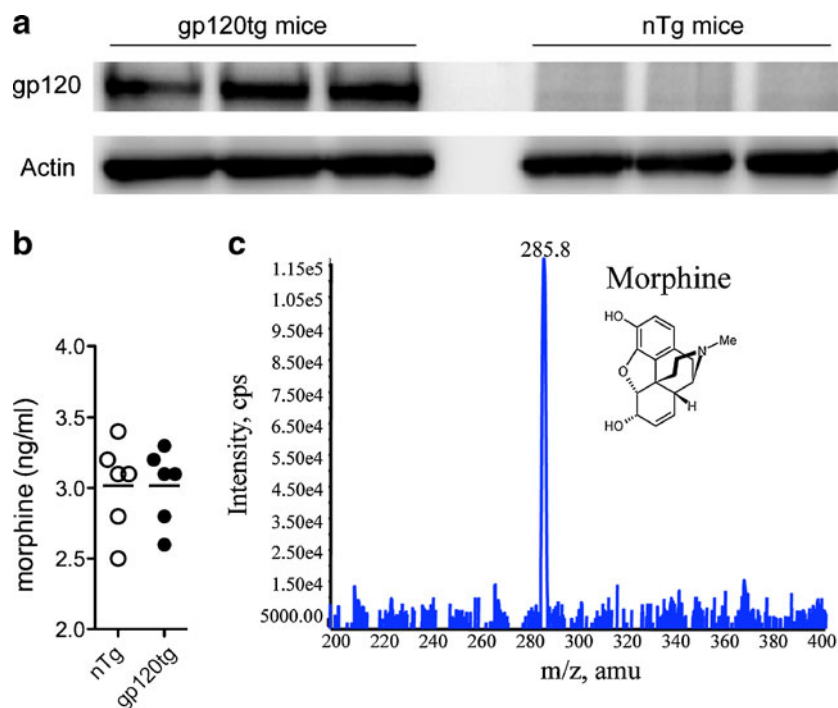 a
gp120tg mice
nTg mice
gp120
Actin
b
morphine (ng/ml)
4.0
3.5
3.0
2.5
2.0
nTg
gp120tg
c
285.8
Morphine
HO
O
N
Me
H
HO
Intensity, cps
1.15e5
1.05e5
9.50e4
8.50e4
7.50e4
6.50e4
5.50e4
4.50e4
3.50e4
2.50e4
1.50e4
5000.00
200 220 240 260 280 300 320 340 360 380 400
m/z, amu